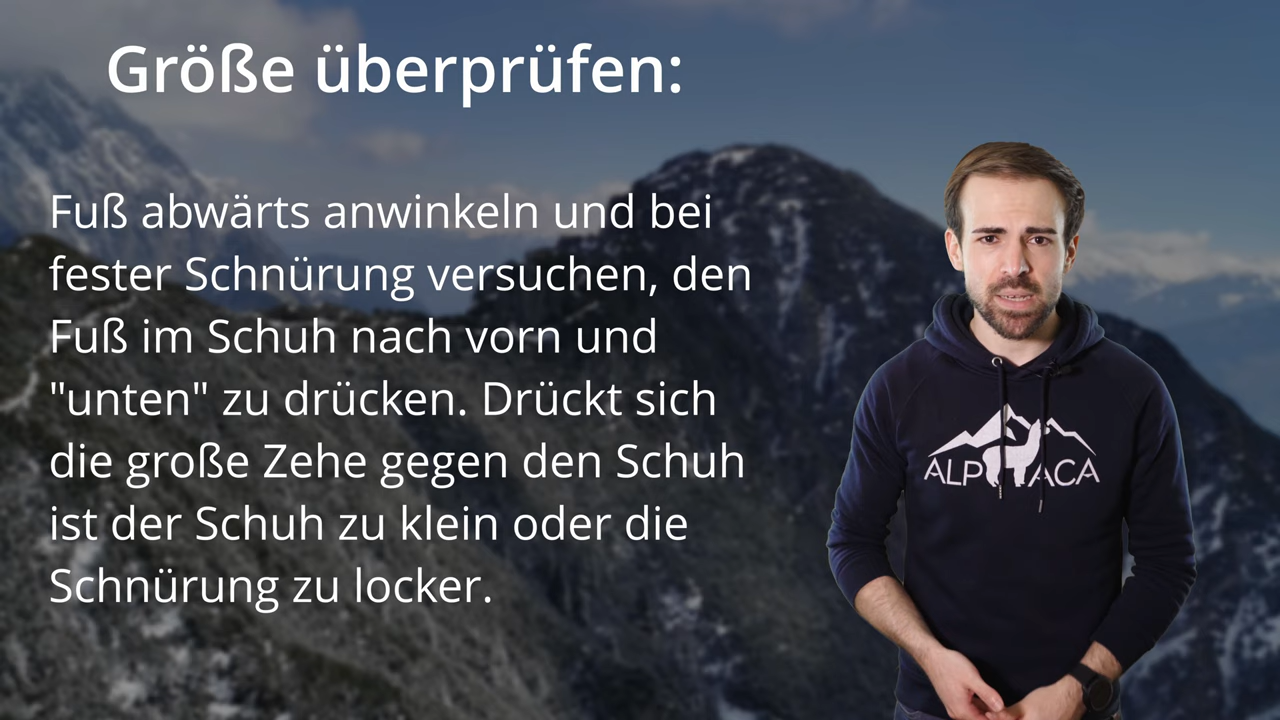 Größe überprüfen:
Fuß abwärts anwinkeln und bei
fester Schnürung versuchen, den
Fuß im Schuh nach vorn und
"unten" zu drücken. Drückt sich
die große Zehe gegen den Schuh
ist der Schuh zu klein oder die
Schnürung zu locker.
ALP ACA